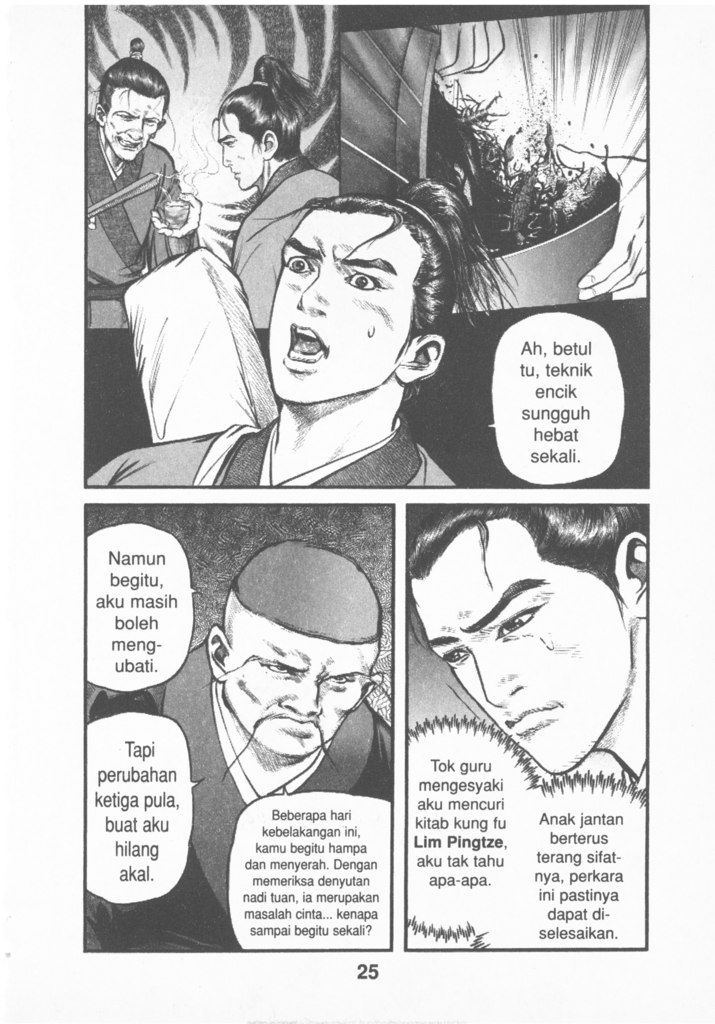 Ah, betul
tu, teknik
encik
sungguh
hebat
sekali.
Namun
begitu,
aku masih
boleh
meng-
ubati.
Tapi
perubahan
ketiga pula,
buat aku
hilang
akal.
Beberapa hari
kebelakangan ini,
kamu begitu hampa
dan menyerah. Dengan
memeriksa denyutan
nadi tuan, ia merupakan
masalah cinta... kenapa
sampai begitu sekali?
Tok guru
mengesyaki
aku mencuri
kitab kung fu
Lim Pingtze,
aku tak tahu
apa-apa.
Anak jantan
berterus
terang sifat-
nya, perkara
ini pastinya
dapat di-
selesaikan.
25